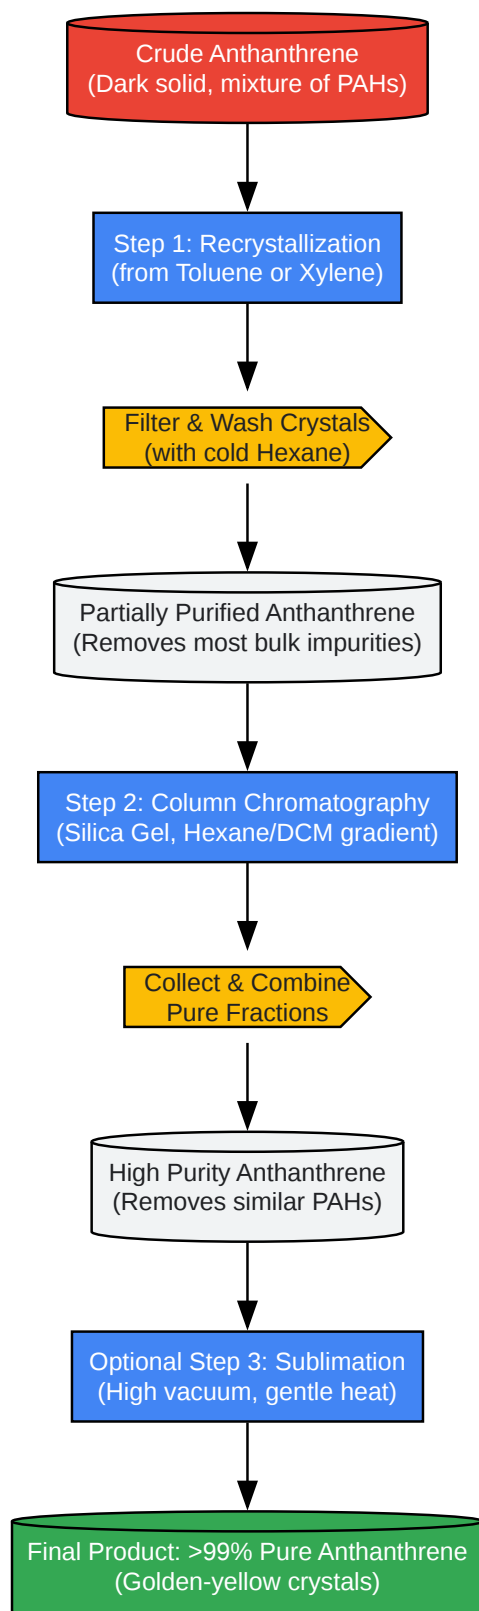 Crude Anthanthrene
(Dark solid, mixture of PAHs)
Step 1: Recrystallization
(from Toluene or Xylene)
Filter & Wash Crystals
(with cold Hexane)
Partially Purified Anthanthrene
(Removes most bulk impurities)
Step 2: Column Chromatography
(Silica Gel, Hexane/DCM gradient)
Collect & Combine
Pure Fractions
High Purity Anthanthrene
(Removes similar PAHs)
Optional Step 3: Sublimation
(High vacuum, gentle heat)
Final Product: >99% Pure Anthanthrene
(Golden-yellow crystals)